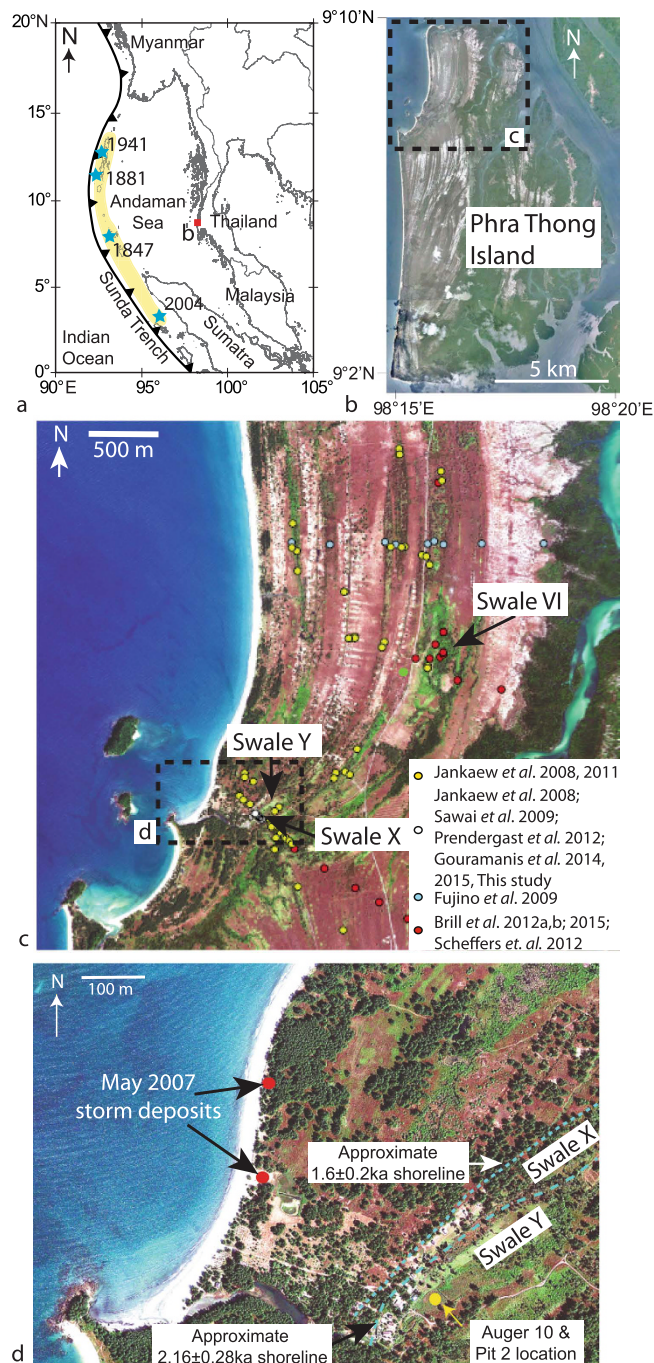 N
Myanmar
20°
15°
10°
5°
0°
1941
1881
Andaman
Sea
1847
b
Thailand
2004
Malaysia
Sumatra
Sunda Trench
Indian
Ocean
90°E
95
100
105
a
9°10'N
N
c
Phra Thong
Island
5 km
9°2'N
98°15'E
98°20'E
b
N
500 m
Swale VI
Swale Y
Swale X
d
Jankaew et al. 2008, 2011
Jankaew et al. 2008;
Sawai et al. 2009;
Prendergast et al. 2012;
Gouramanis et al. 2014,
2015, This study
Fujino et al. 2009
Brill et al. 2012a,b; 2015;
Scheffers et. al. 2012
c
N
100 m
May 2007
storm deposits
Approximate
1.6±0.2ka shoreline
Swale X
Swale Y
Approximate
2.16±0.28ka shoreline
Auger 10 &
Pit 2 location
d